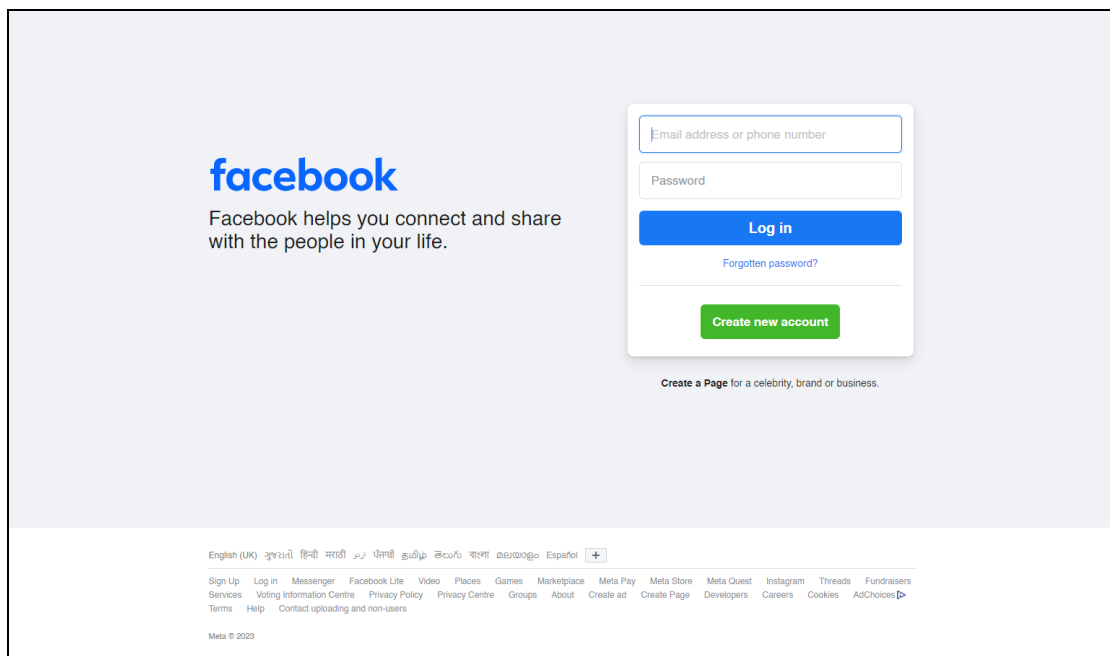 Email address or phone number
facebook
Password
Facebook helps you connect and share
with the people in your life.
Log in
Forgotten password?
Create new account
Create a Page for a celebrity, brand or business.
English (UK) ગુજરાતી हिन्दी मराठी اردو ਪੰਜਾਬੀ தமிழ் తెలుగు বাংলা മലയാളം Español +
Sign Up Log in Messenger Facebook Lite Video Places Games Marketplace Meta Pay Meta Store Meta Quest Instagram Threads Fundraisers
Services Voting Information Centre Privacy Policy Privacy Centre Groups About Create ad Create Page Developers Careers Cookies AdChoices
Terms Help Contact uploading and non-users
Meta © 2023